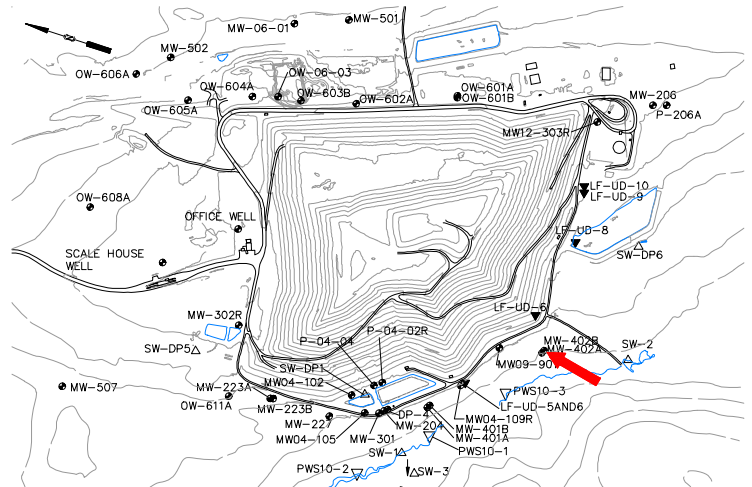 MW-06-01
MW-501
MW-502
OW-606A
OW-06-03
OW-604A
OW-603B
OW-602A
OW-601A
OW-601B
OW-605A
MW-206
P-206A
MW12-303R
LF-UD-10
LF-UD-9
OW-608A
OFFICE WELL
LF-UD-8
SW-DP6
SCALE HOUSE
WELL
LF-UD-6
MW-302R
P-04-04
P-04-02R
MW-402B
MW-402A
SW-2
SW-DP5
SW-DP1
MW09-90
MW-507
MW-223A
MW04-102
PWS10-3
OW-611A
MW-223B
DP-4
LF-UD-5AND6
MW-227
MW-204
MW04-109R
MW04-105
MW-301
MW-401B
MW-401A
SW-1
PWS10-1
PWS10-2
SW-3